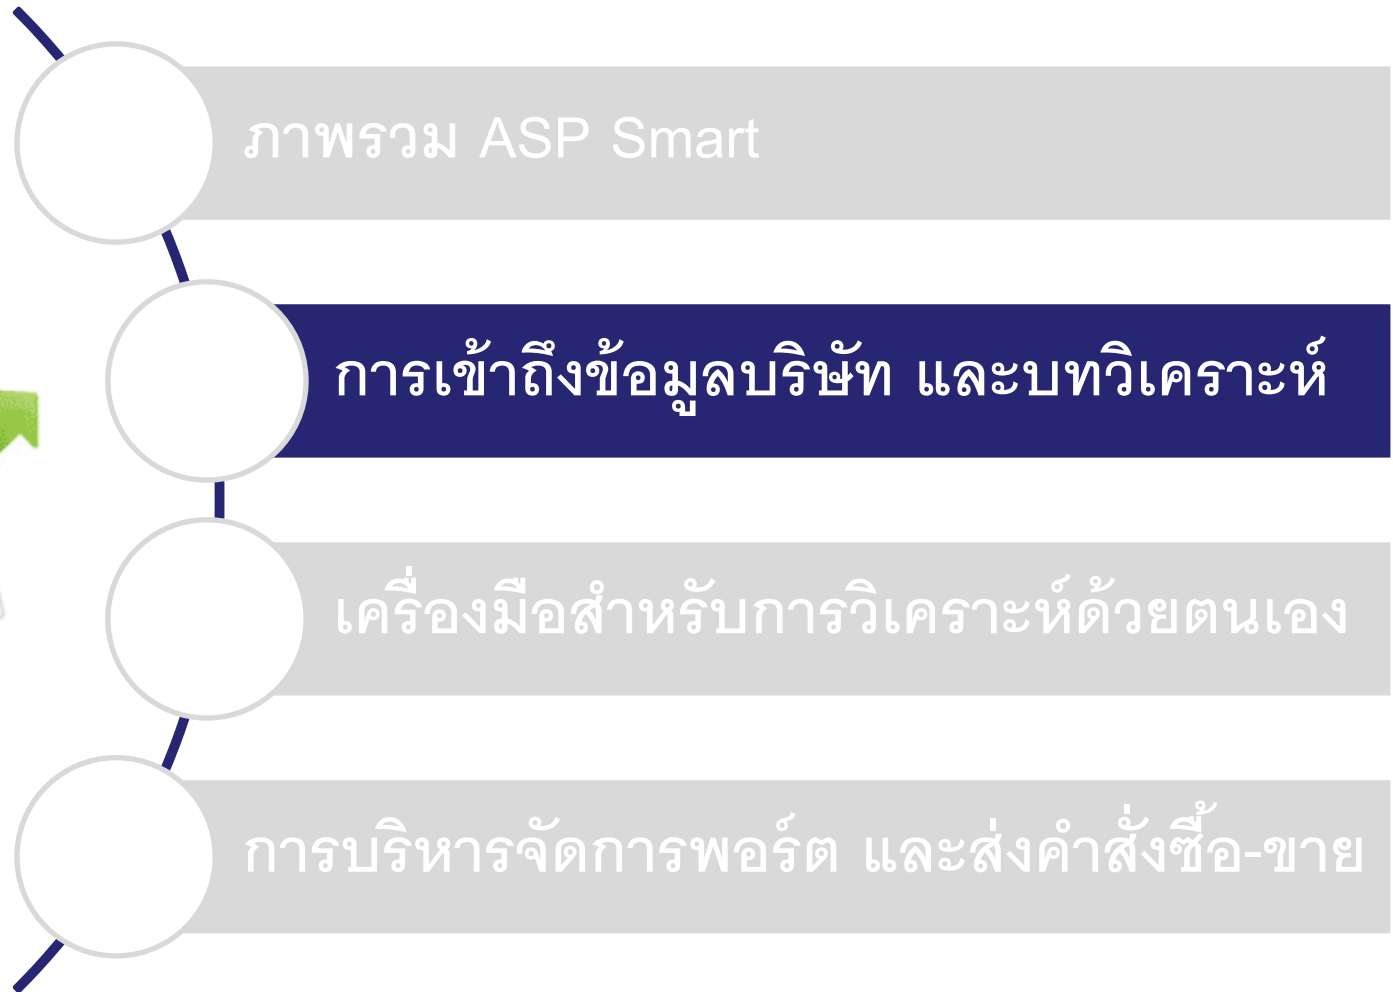 ภาพรวม ASP Smart
การเข้าถึงข้อมูลบริษัท และบทวิเคราะห์
เครื่องมือสำหรับการวิเคราะห์ด้วยตนเอง
การบริหารจัดการพอร์ต และส่งคำสั่งซื้อ-ขาย